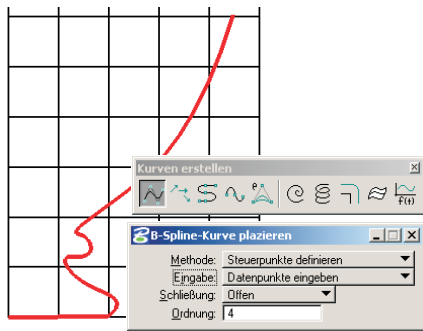 Kurven erstellen
e
f(t)
B-Spline-Kurve plazieren
Methode: Steuerpunkte definieren
Eingabe: Datenpunkte eingeben
Schließung: Offen
Ordnung: 4